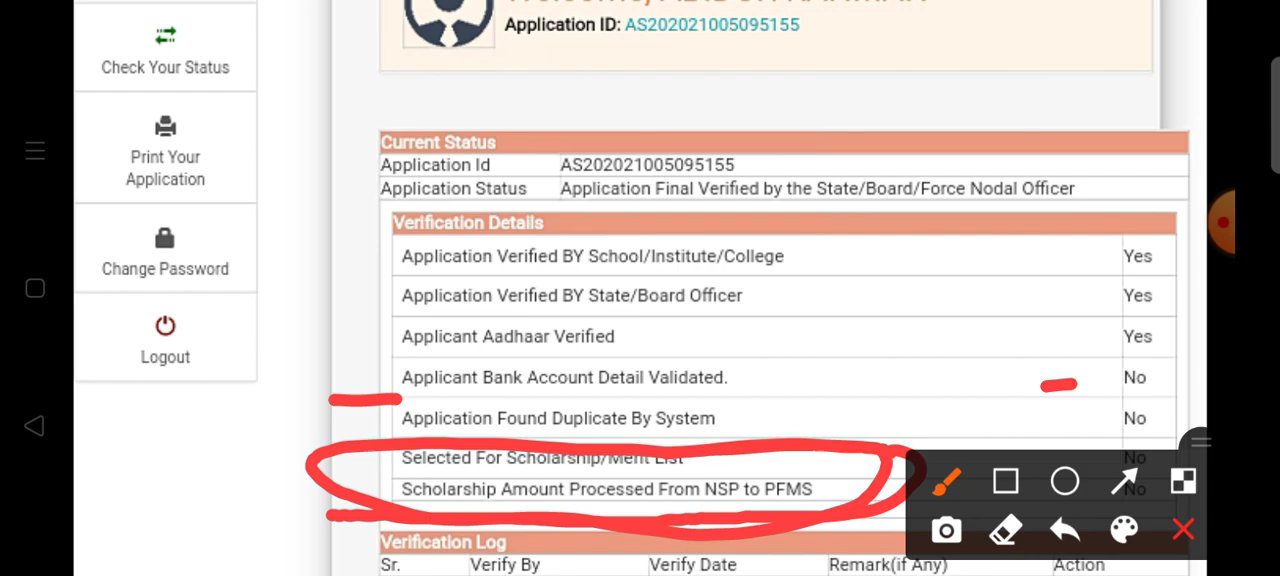 Application ID: AS202021005095155
Check Your Status
Print Your
Application
Change Password
Logout
Current Status
Application Id AS202021005095155
Application Status Application Final Verified by the State/Board/Force Nodal Officer
Verification Details
Application Verified BY School/Institute/College Yes
Application Verified BY State/Board Officer Yes
Applicant Aadhaar Verified Yes
Applicant Bank Account Detail Validated. No
Application Found Duplicate By System No
Selected For Scholarship/Merit List No
Scholarship Amount Processed From NSP to PFMS No
Verification Log
Sr. Verify By Verify Date Remark(if Any) Action